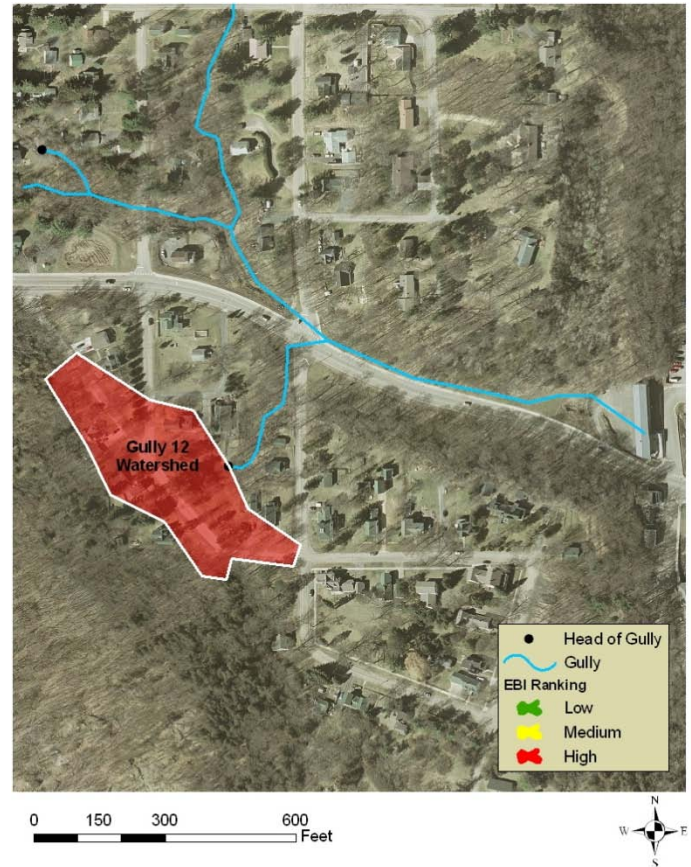 Gully 12
Watershed
Head of Gully
Gully
EBI Ranking
Low
Medium
High
0 150 300 600
Feet
N
W E
S